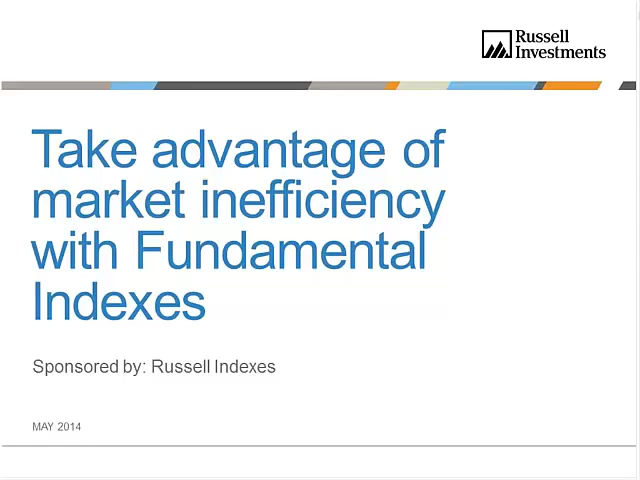 Russell
Investments
Take advantage of
market inefficiency
with Fundamental
Indexes
Sponsored by: Russell Indexes
MAY 2014